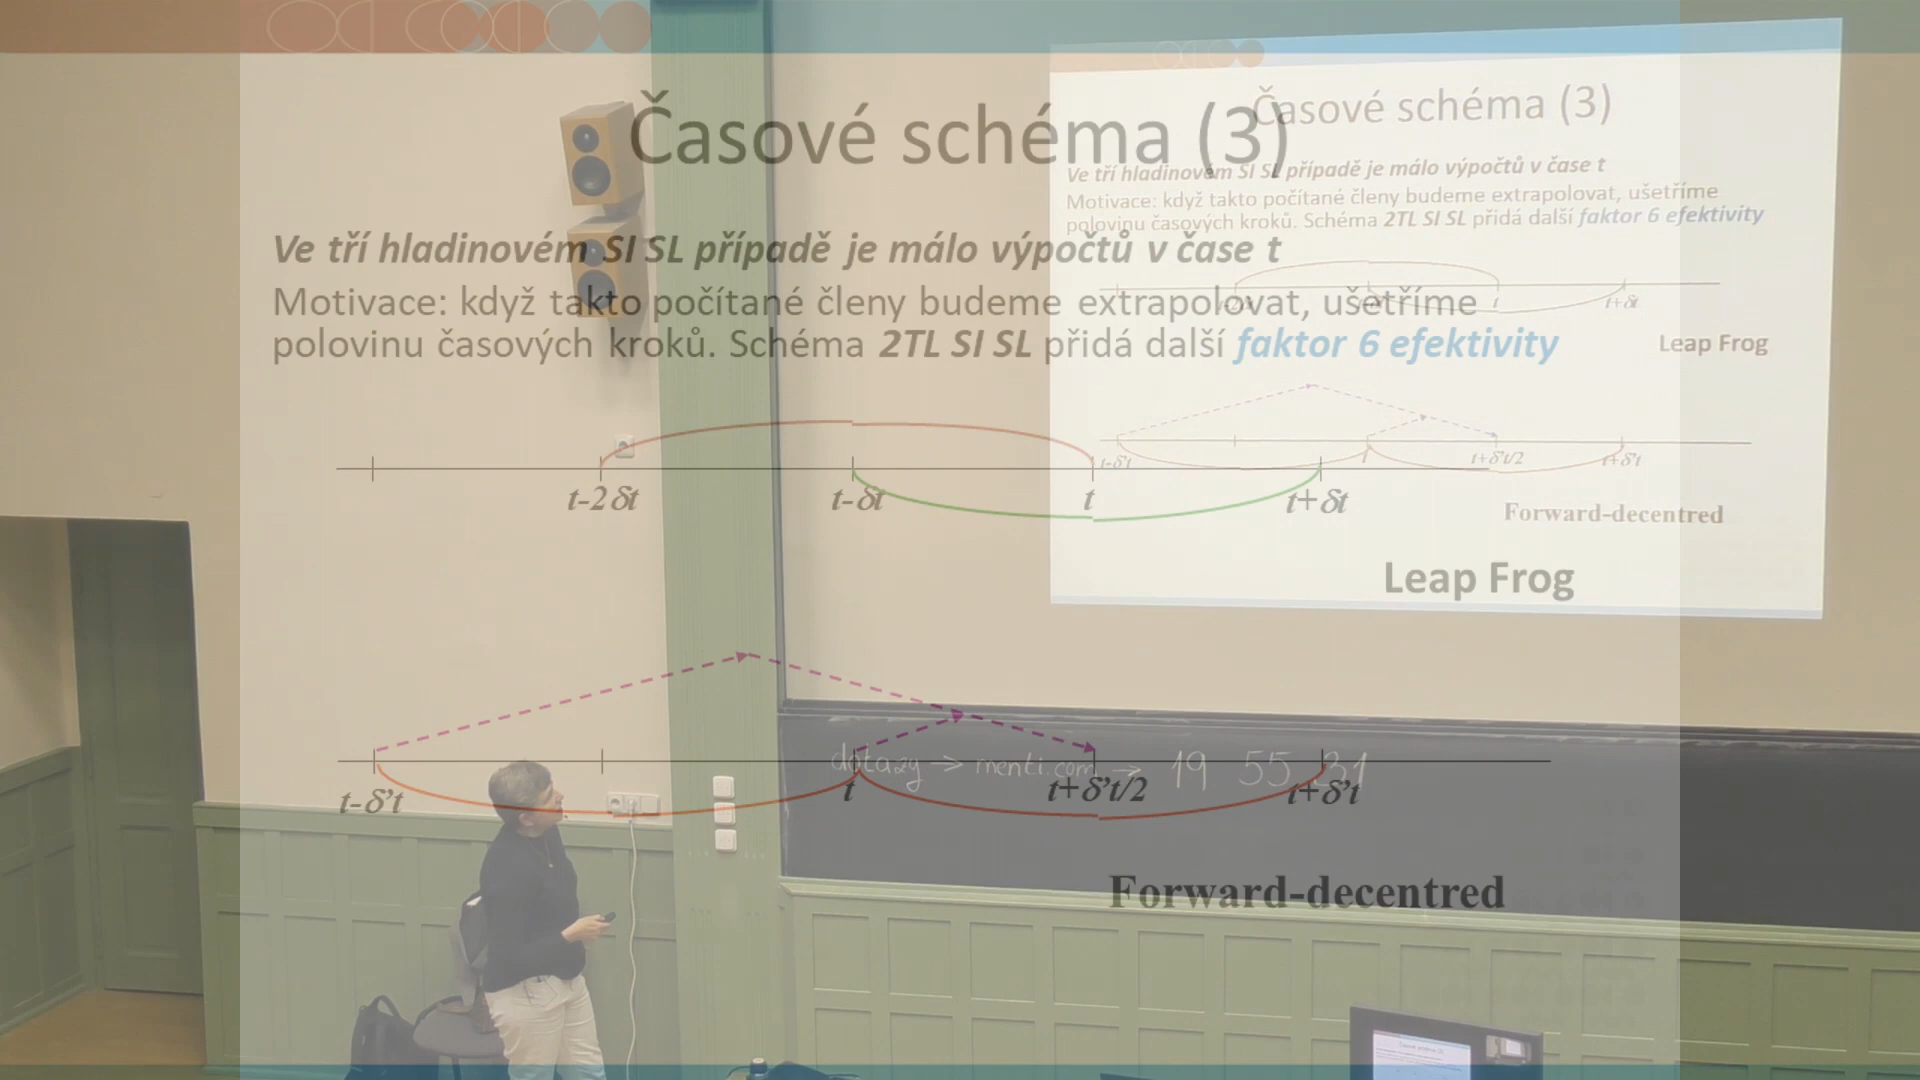 Časové schéma (3)
Ve tří hladinovém SI SL případě je málo výpočtů v čase t
Motivace: když takto počítané členy budeme extrapolovat, ušetříme
polovinu časových kroků. Schéma 2TL SI SL přidá další faktor 6 efektivity
t-2δt t-δt t t+δt
Leap Frog
t-δ't t t+δ't/2 t+δ't
Forward-decentred
Časové schéma (3)
Ve tří hladinovém SI SL případě je málo výpočtů v čase t
Motivace: když takto počítané členy budeme extrapolovat, ušetříme
polovinu časových kroků. Schéma 2TL SI SL přidá další faktor 6 efektivity
t t+δt
Leap Frog
t-δ't t t+δ't/2 t+δ't
Forward-decentred
dotazy -> menti.com -> 19 55 31